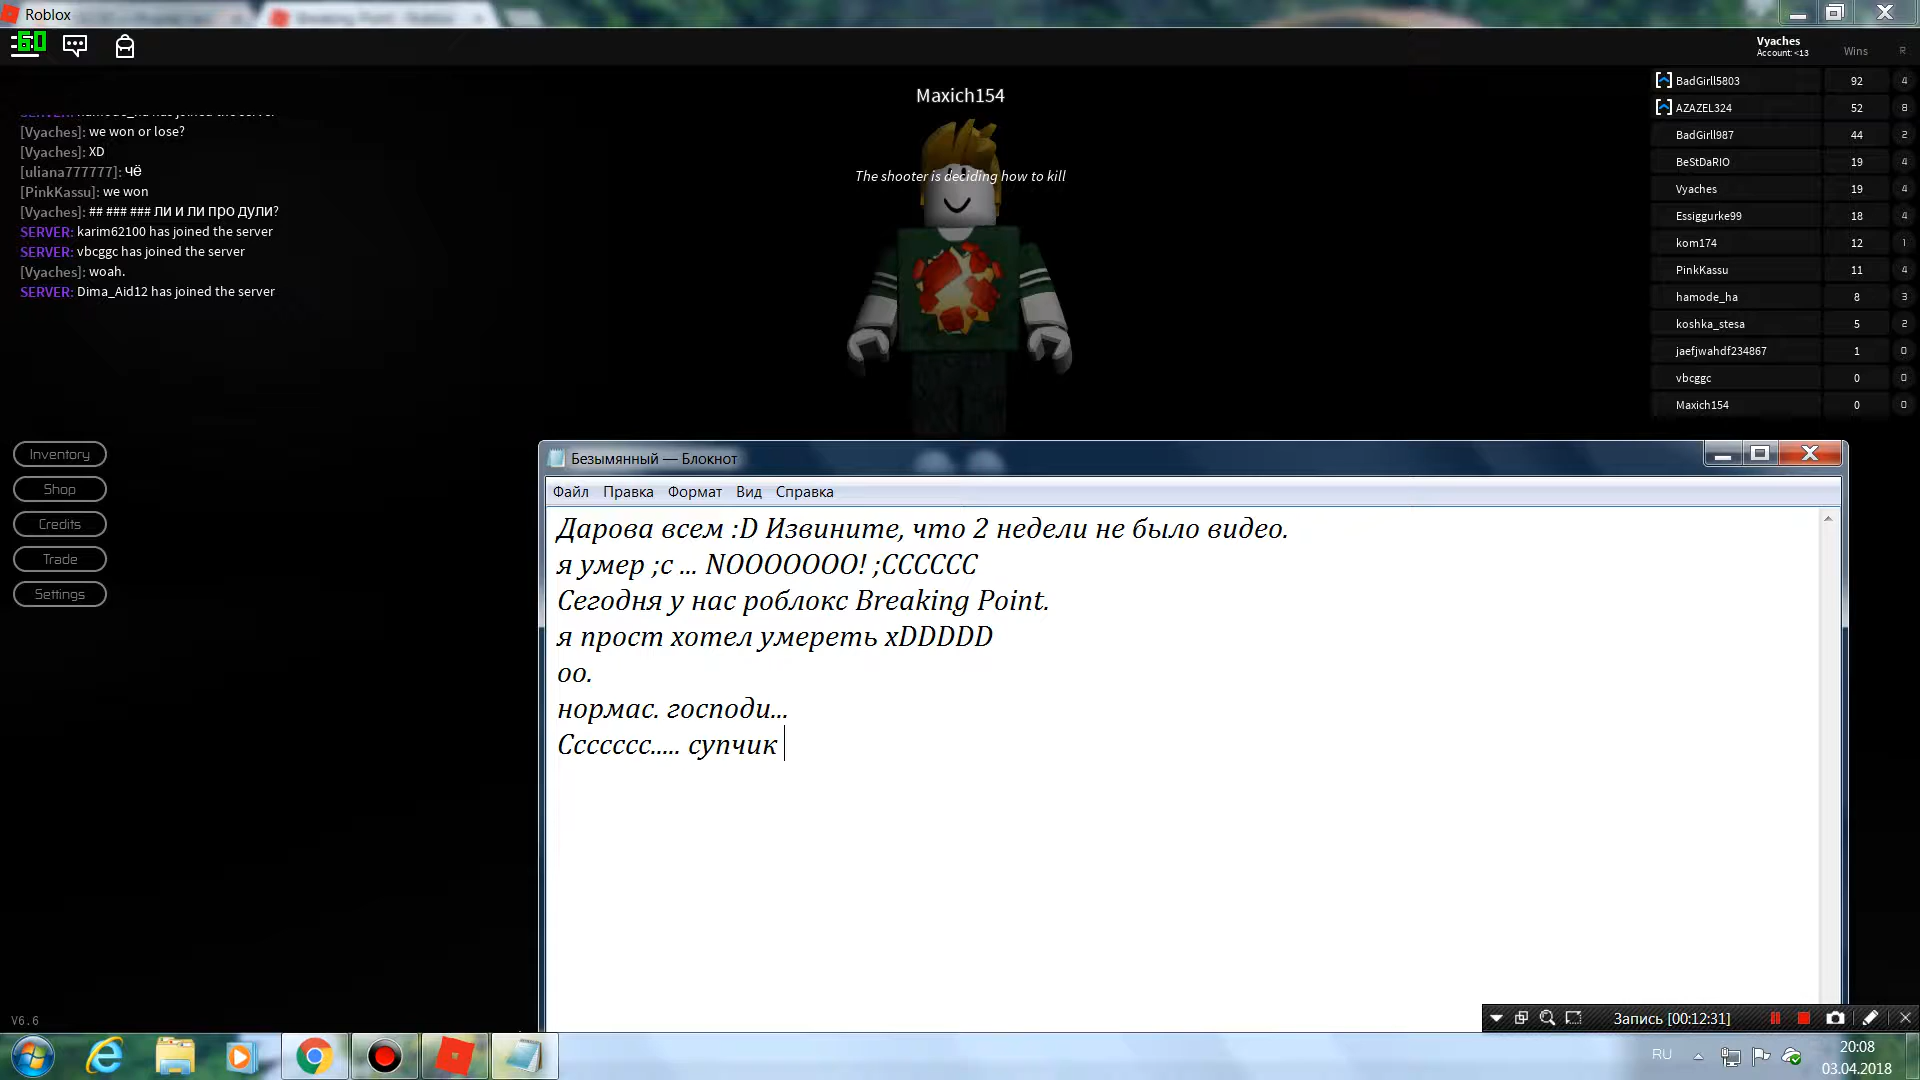 Roblox
60
Vyaches
Account: <13
Wins
R
Maxich154
The shooter is deciding how to kill
[Vyaches]: we won or lose?
[Vyaches]: XD
[uliana777777]: чё
[PinkKassu]: we won
[Vyaches]: ## ### ### ли и ли про дули?
SERVER: karim62100 has joined the server
SERVER: vbcggc has joined the server
[Vyaches]: woah.
SERVER: Dima_Aid12 has joined the server
BadGirll5803 92 4
AZAZEL324 52 8
BadGirll987 44 2
BeStDaRIO 19 4
Vyaches 19 4
Essiggurke99 18 4
kom174 12 1
PinkKassu 11 4
hamode_ha 8 3
koshka_stesa 5 2
jaefjwahdf234867 1 0
vbcggc 0 0
Maxich154 0 0
Inventory
Shop
Credits
Trade
Settings
Безымянный — Блокнот
Файл Правка Формат Вид Справка
Дарова всем :D Извините, что 2 недели не было видео.
я умер ;с ... NOOOOOOO! ;CCCCCC
Сегодня у нас роблокс Breaking Point.
я прост хотел умереть xDDDDD
оо.
нормас. господи...
Ссссссс..... супчик
V6.6
Запись [00:12:31]
RU
20:08
03.04.2018